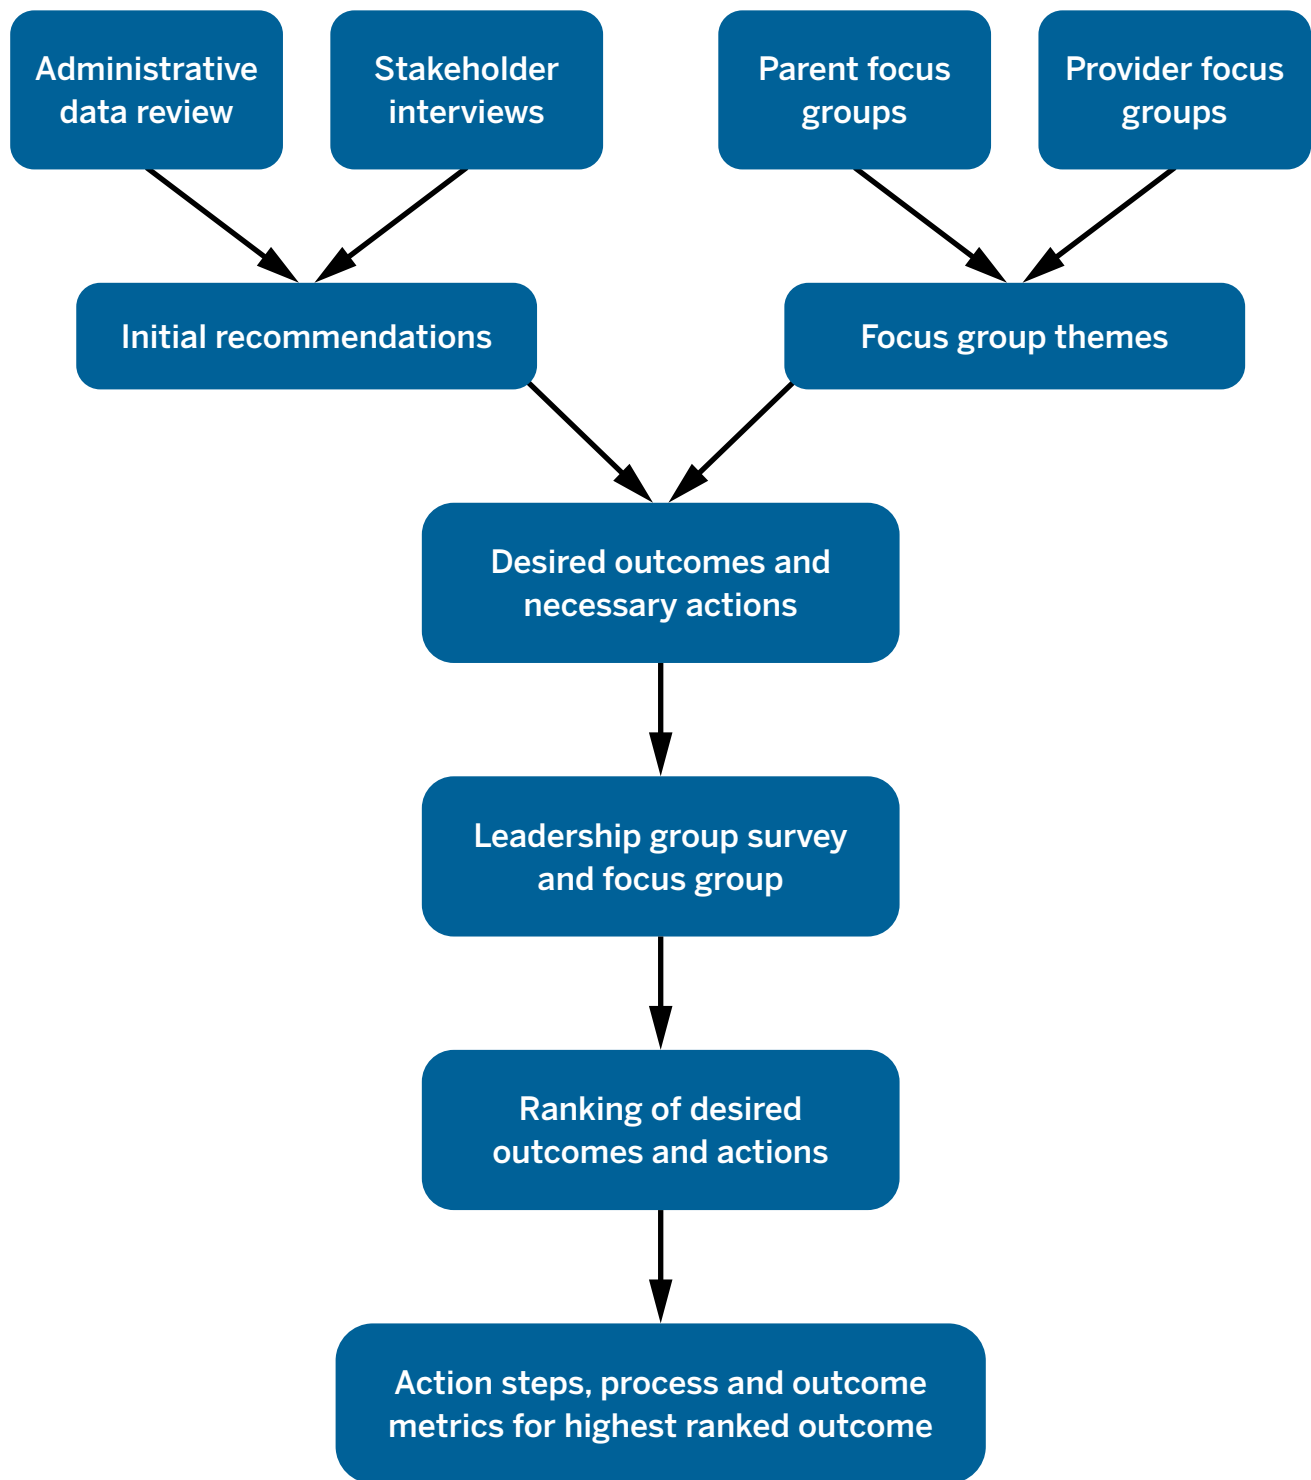 Administrative
data review
Stakeholder
interviews
Parent focus
groups
Provider focus
groups
Initial recommendations
Focus group themes
Desired outcomes and
necessary actions
Leadership group survey
and focus group
Ranking of desired
outcomes and actions
Action steps, process and outcome
metrics for highest ranked outcome